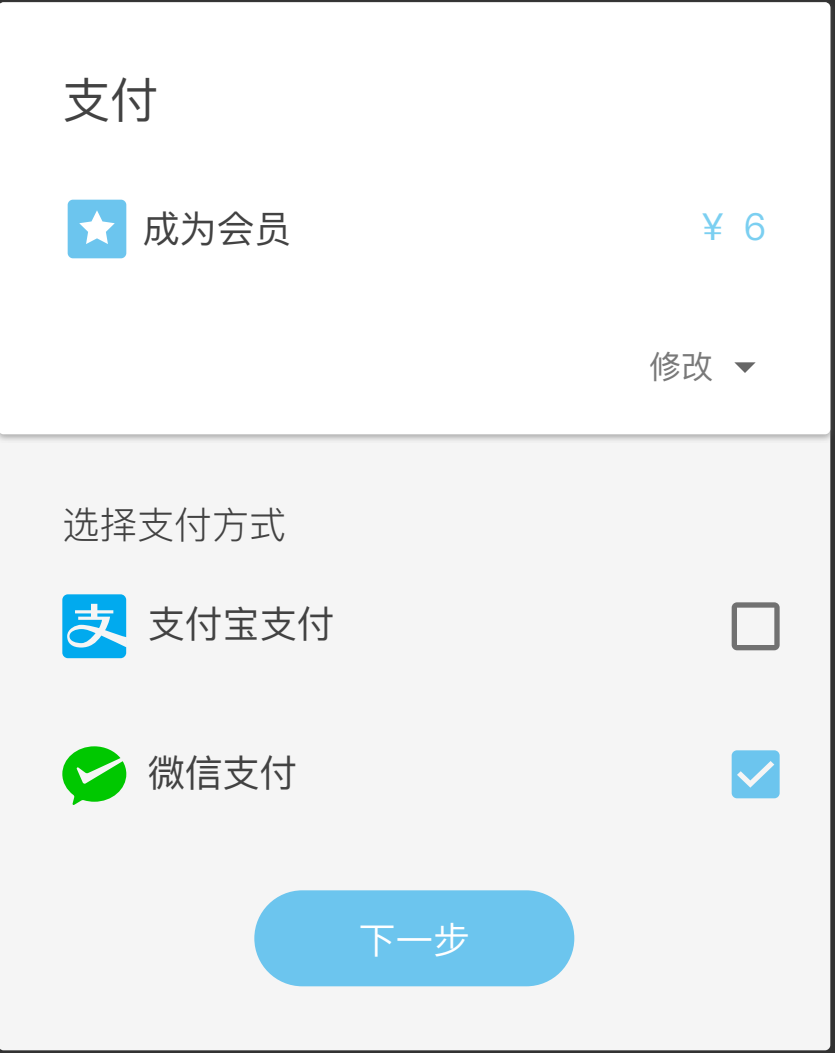 支付
成为会员 ¥ 6
修改
选择支付方式
支付宝支付
微信支付
下一步